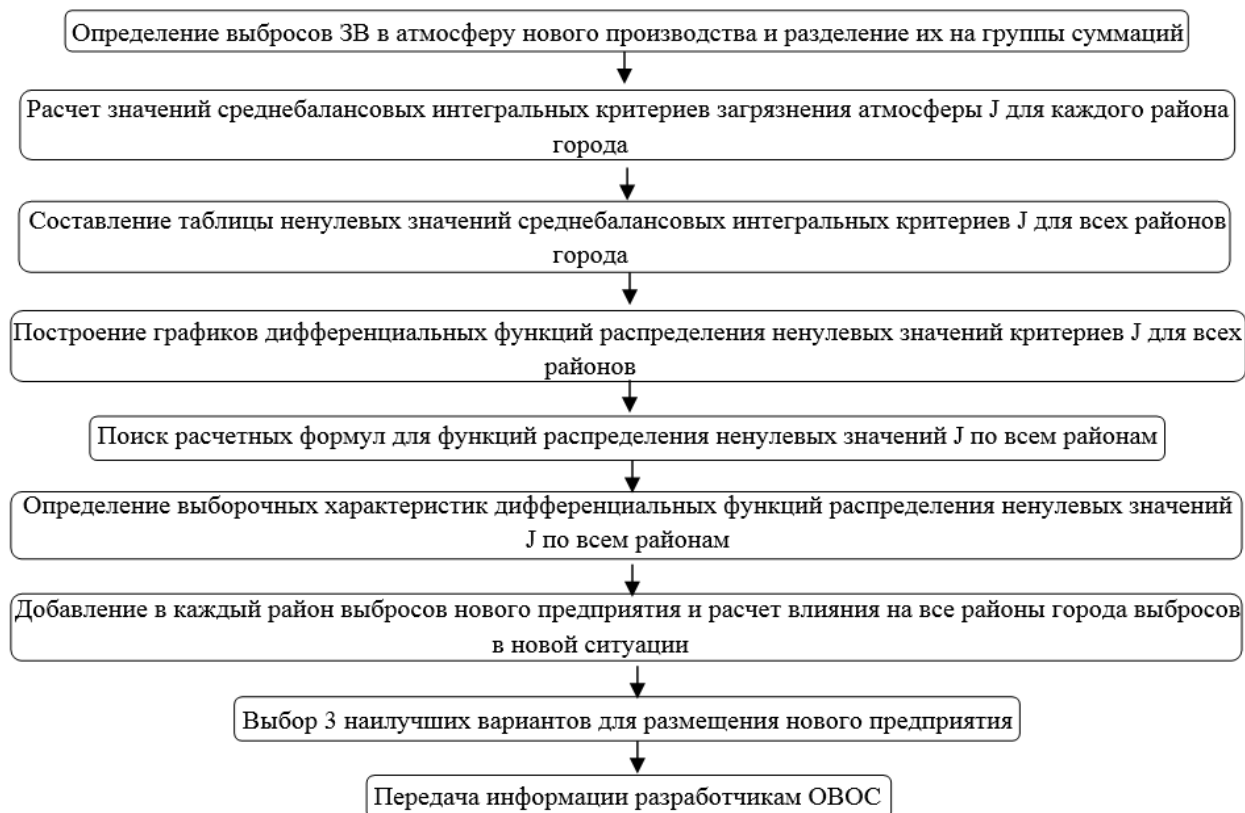 Определение выбросов ЗВ в атмосферу нового производства и разделение их на группы суммаций
Расчет значений среднебалансовых интегральных критериев загрязнения атмосферы J для каждого района
города
Составление таблицы ненулевых значений среднебалансовых интегральных критериев J для всех районов
города
Построение графиков дифференциальных функций распределения ненулевых значений критериев J для всех
районов
Поиск расчетных формул для функций распределения ненулевых значений J по всем районам
Определение выборочных характеристик дифференциальных функций распределения ненулевых значений
J по всем районам
Добавление в каждый район выбросов нового предприятия и расчет влияния на все районы города выбросов
в новой ситуации
Выбор 3 наилучших вариантов для размещения нового предприятия
Передача информации разработчикам ОВОС